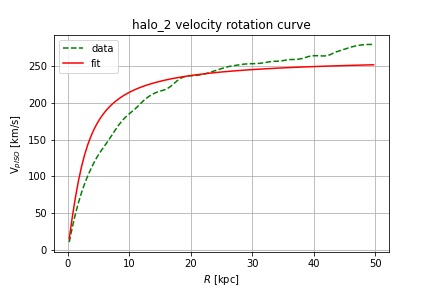 halo_2 velocity rotation curve
data
fit
V_pISO [km/s]
250
200
150
100
50
0
0 10 20 30 40 50
R [kpc]